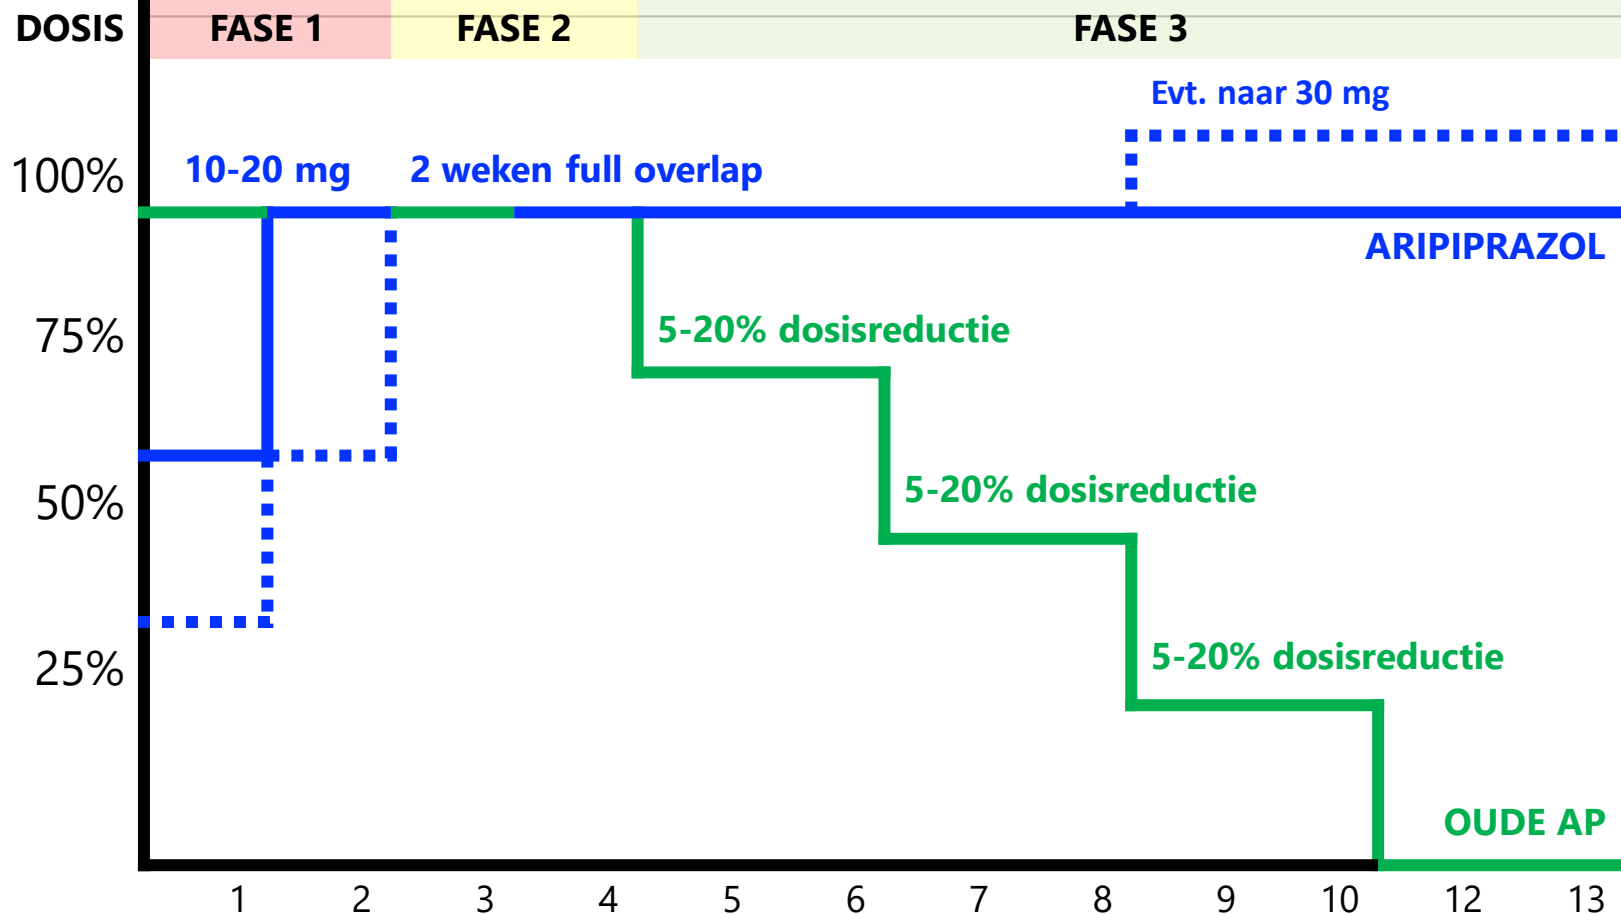 DOSIS FASE 1 FASE 2 FASE 3
Evt. naar 30 mg
100% 10-20 mg 2 weken full overlap
ARIPIPRAZOL
75% 5-20% dosisreductie
50% 5-20% dosisreductie
25% 5-20% dosisreductie
OUDE AP
1 2 3 4 5 6 7 8 9 10 12 13